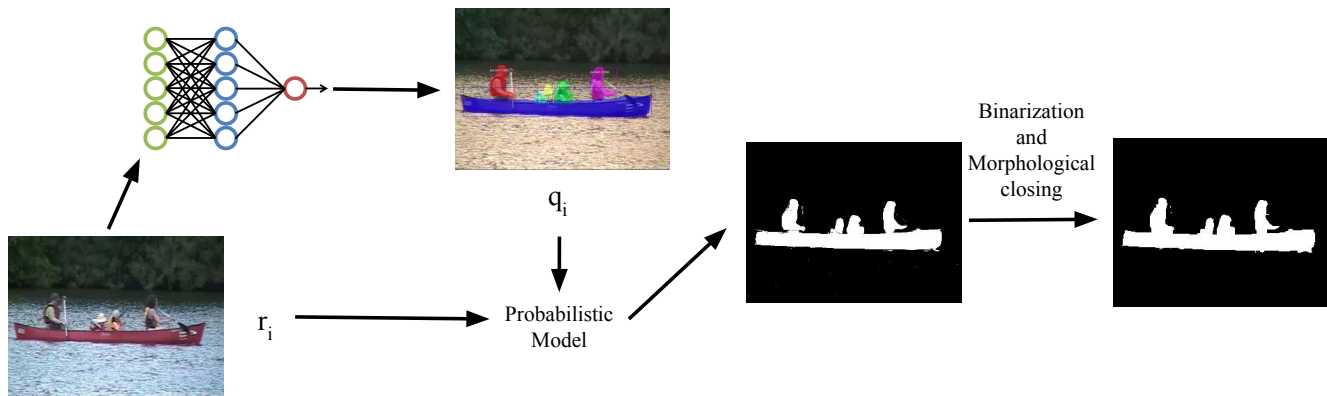 q_i
r_i
Probabilistic
Model
Binarization
and
Morphological
closing